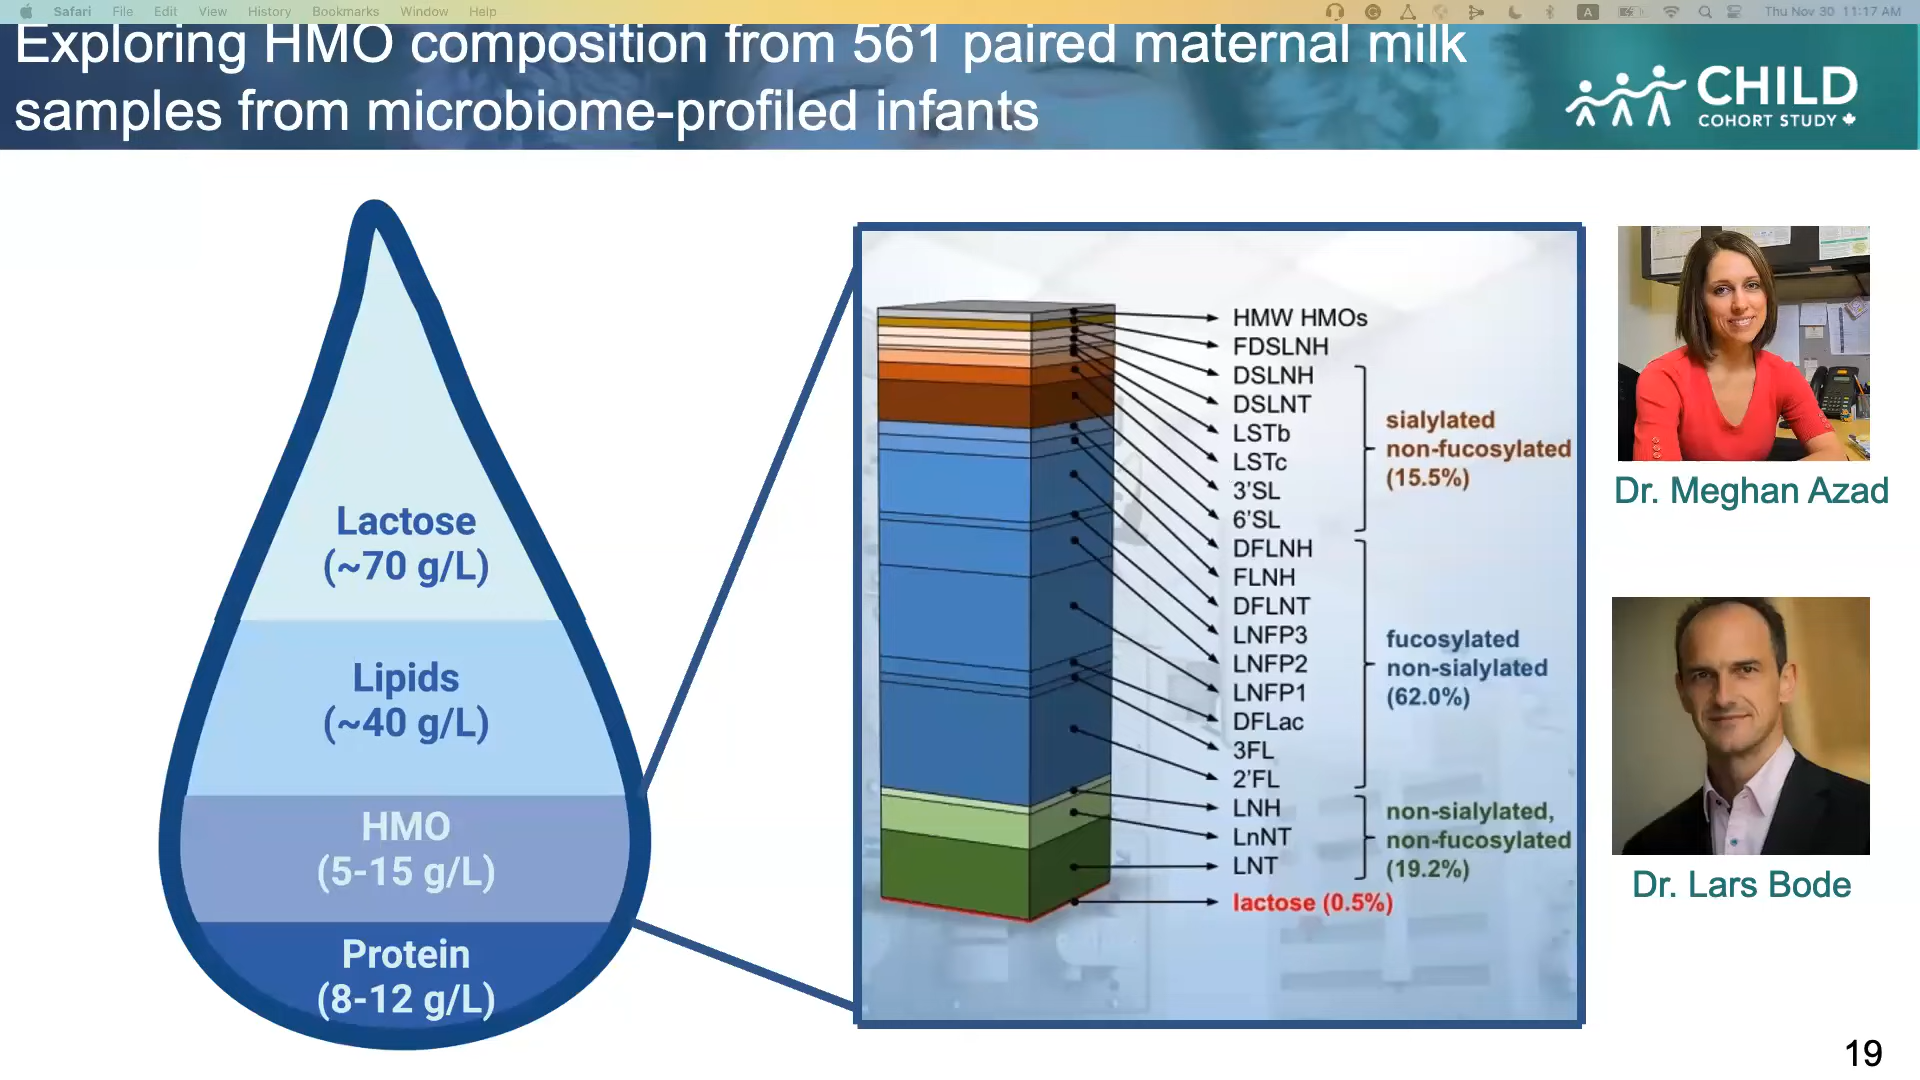 Safari File Edit View History Bookmarks Window Help
A
Thu Nov 30 11:17 AM
Exploring HMO composition from 561 paired maternal milk
samples from microbiome-profiled infants
CHILD
COHORT STUDY
Lactose
(~70 g/L)
Lipids
(~40 g/L)
HMO
(5-15 g/L)
Protein
(8-12 g/L)
HMW HMOs
FDSLNH
DSLNH
DSLNT
LSTb
LSTc
3’SL
6’SL
DFLNH
FLNH
DFLNT
LNFP3
LNFP2
LNFP1
DFLac
3FL
2’FL
LNH
LnNT
LNT
lactose (0.5%)
sialylated
non-fucosylated
(15.5%)
fucosylated
non-sialylated
(62.0%)
non-sialylated,
non-fucosylated
(19.2%)
Dr. Meghan Azad
Dr. Lars Bode
19